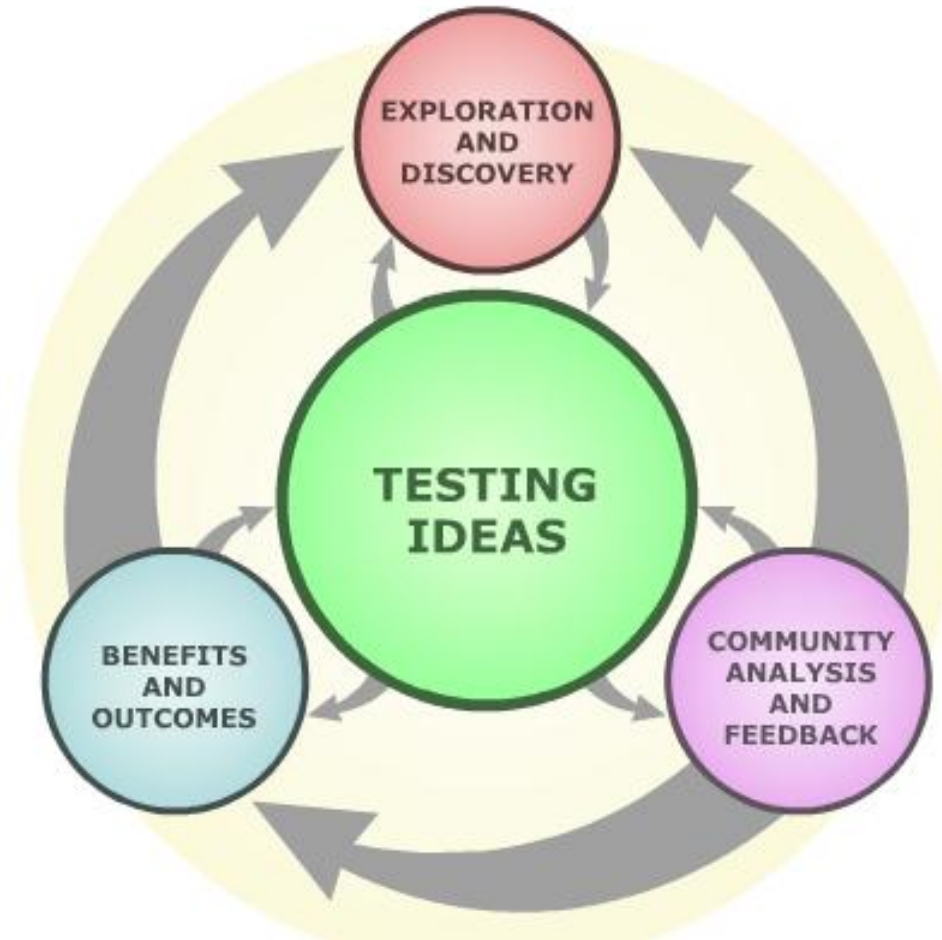 EXPLORATION
AND
DISCOVERY
TESTING
IDEAS
BENEFITS
AND
OUTCOMES
COMMUNITY
ANALYSIS
AND
FEEDBACK